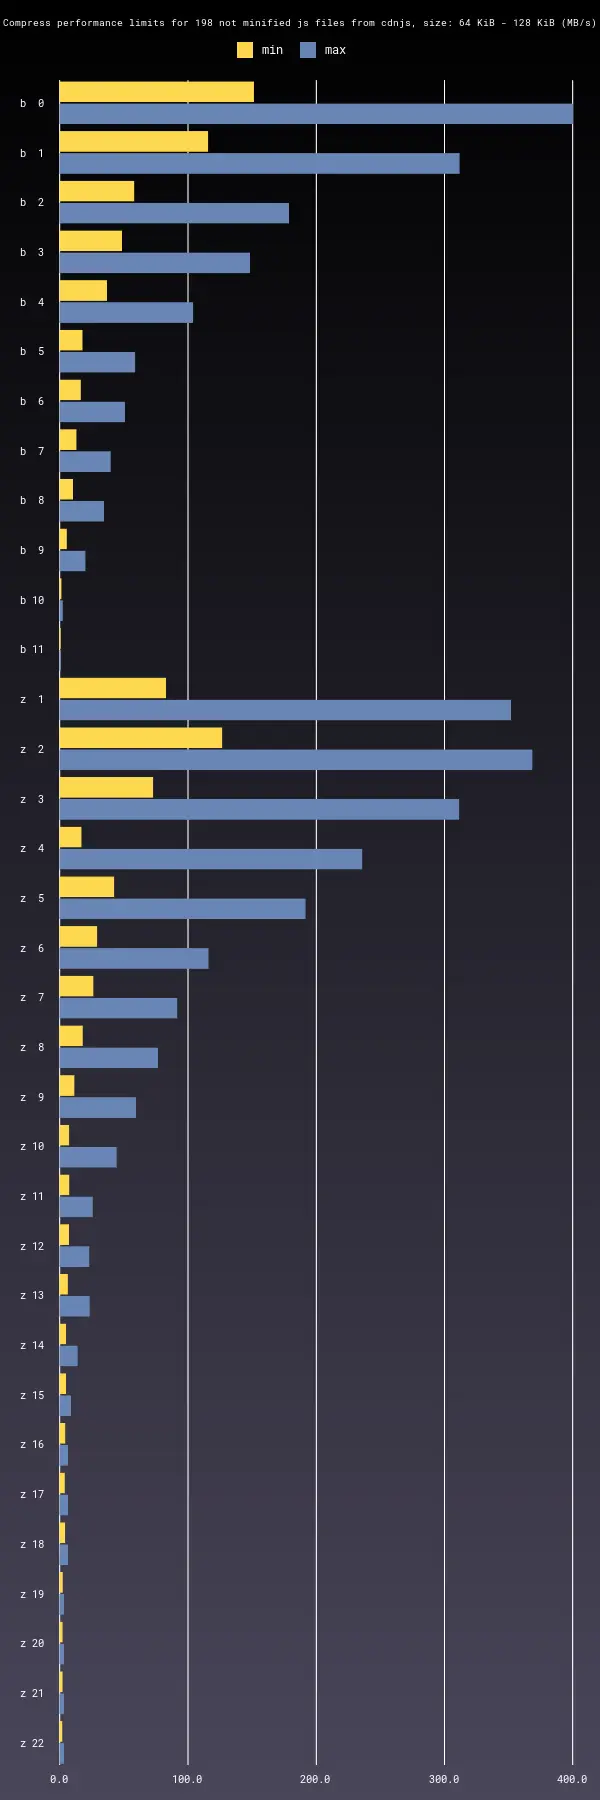 Compress performance limits for 198 not minified js files from cdnjs, size: 64 KiB - 128 KiB (MB/s)
min max
b 0
b 1
b 2
b 3
b 4
b 5
b 6
b 7
b 8
b 9
b 10
b 11
z 1
z 2
z 3
z 4
z 5
z 6
z 7
z 8
z 9
z 10
z 11
z 12
z 13
z 14
z 15
z 16
z 17
z 18
z 19
z 20
z 21
z 22
0.0 100.0 200.0 300.0 400.0